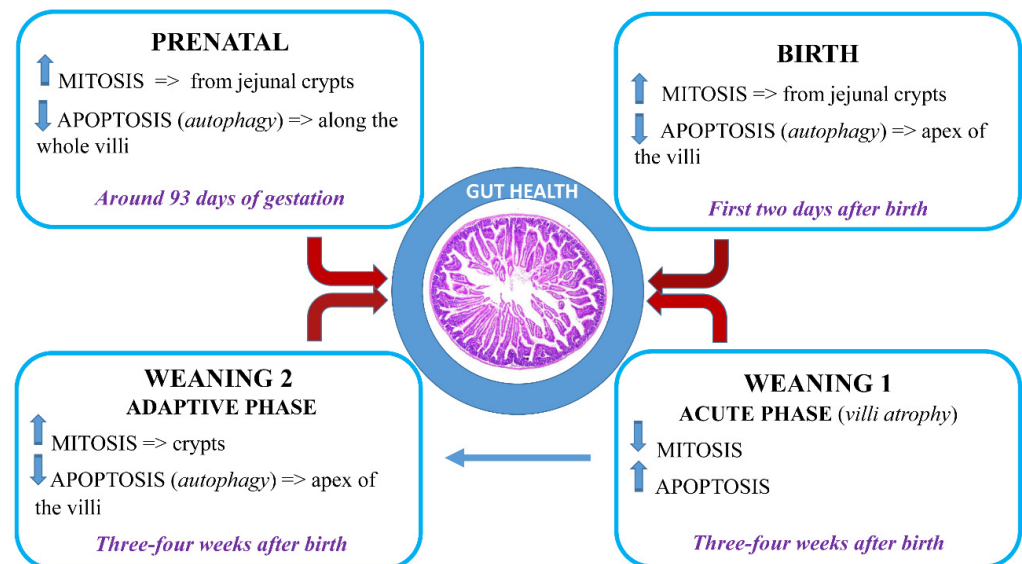 PRENATAL
MITOSIS => from jejunal crypts
APOPTOSIS (autophagy) => along the
whole villi
Around 93 days of gestation
BIRTH
MITOSIS => from jejunal crypts
APOPTOSIS (autophagy) => apex of
the villi
First two days after birth
GUT HEALTH
WEANING 2
ADAPTIVE PHASE
MITOSIS => crypts
APOPTOSIS (autophagy) => apex of
the villi
Three-four weeks after birth
WEANING 1
ACUTE PHASE (villi atrophy)
MITOSIS
APOPTOSIS
Three-four weeks after birth